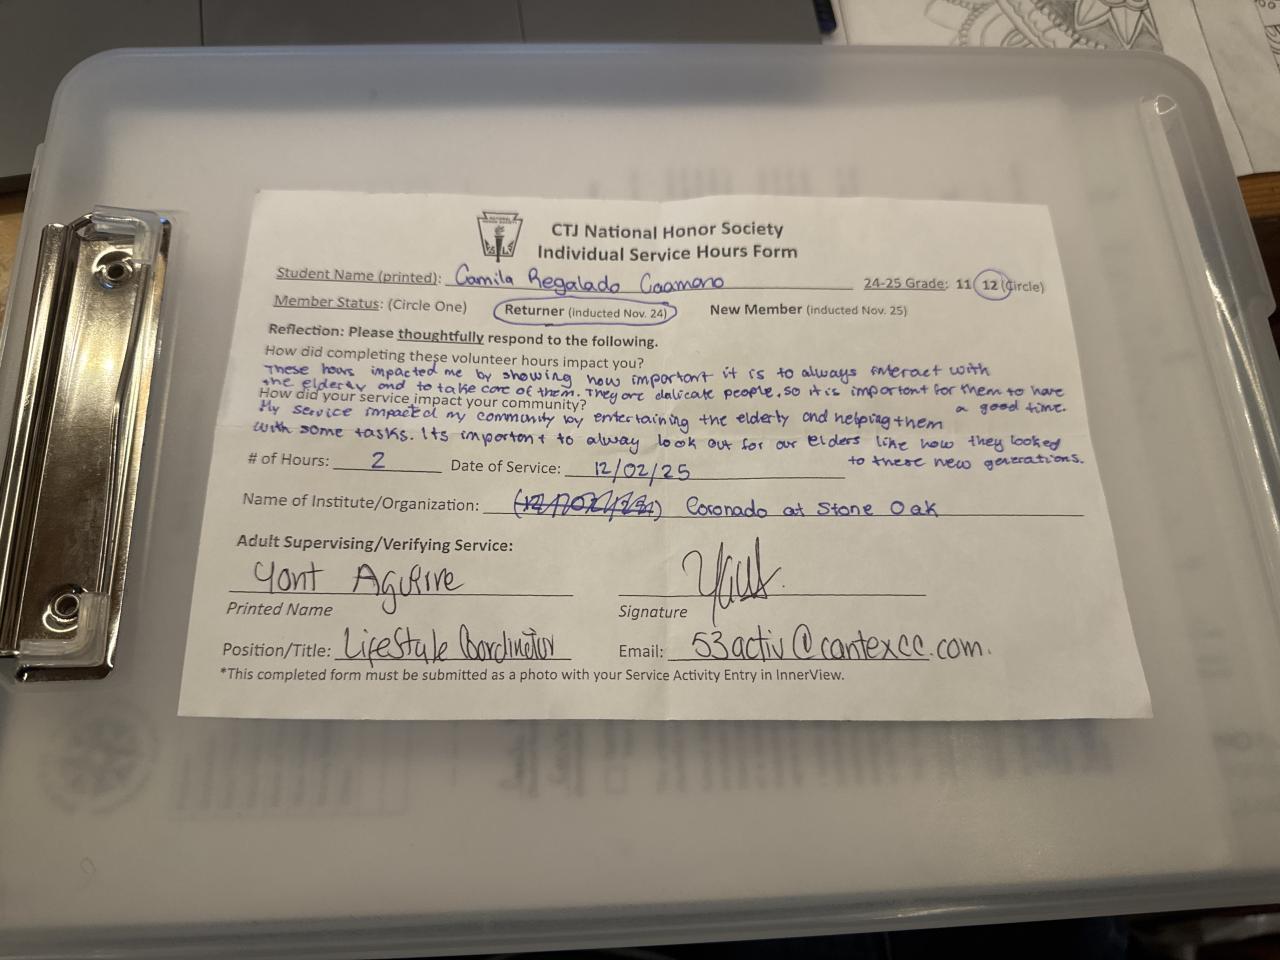 CTJ National Honor Society
Individual Service Hours Form
Student Name (printed): Camila Regalado Caamano 24-25 Grade: 11 12 (Circle)
Member Status: (Circle One) Returner (inducted Nov. 24) New Member (inducted Nov. 25)
Reflection: Please thoughtfully respond to the following.
How did completing these volunteer hours impact you?
These hours impacted me by showing how important it is to always interact with
the elderly and to take care of them. They are dalicate people, so it is important for them to have
a good time.
How did your service impact your community?
My service impacted my community by entertaining the elderly and helping them
with some tasks. Its important to alway look out for our elders like how they looked
to these new generations.
# of Hours: 2 Date of Service: 12/02/25
Name of Institute/Organization: Coronado at Stone Oak
Adult Supervising/Verifying Service:
Yont Aguirre
Printed Name Signature
Position/Title: LifeStyle Cordinator Email: 53activ@cantexcc.com.
*This completed form must be submitted as a photo with your Service Activity Entry in InnerView.